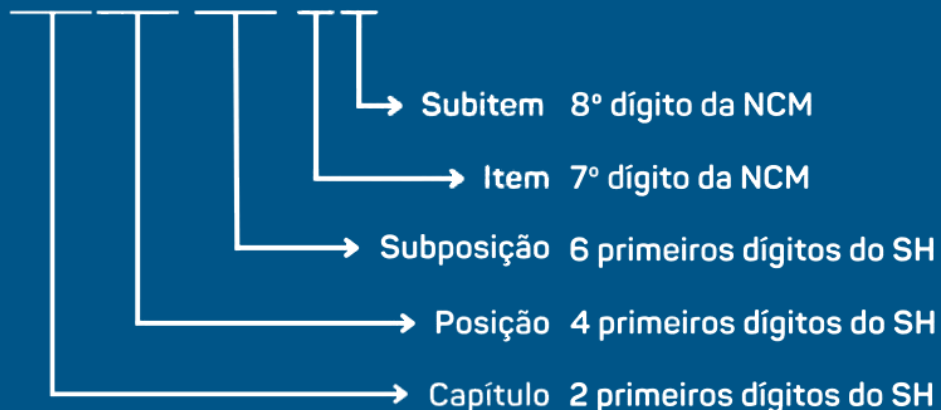 Subitem 8º dígito da NCM
Item 7º dígito da NCM
Subposição 6 primeiros dígitos do SH
Posição 4 primeiros dígitos do SH
Capítulo 2 primeiros dígitos do SH